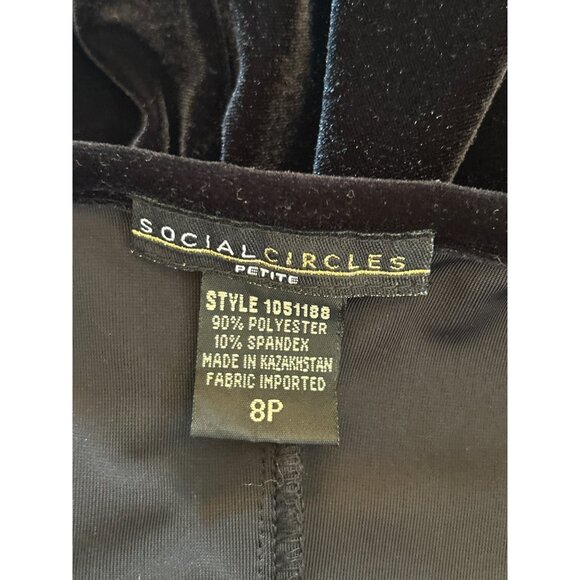 SOCIAL CIRCLES
PETITE
STYLE 1051188
90% POLYESTER
10% SPANDEX
MADE IN KAZAKHSTAN
FABRIC IMPORTED
8P